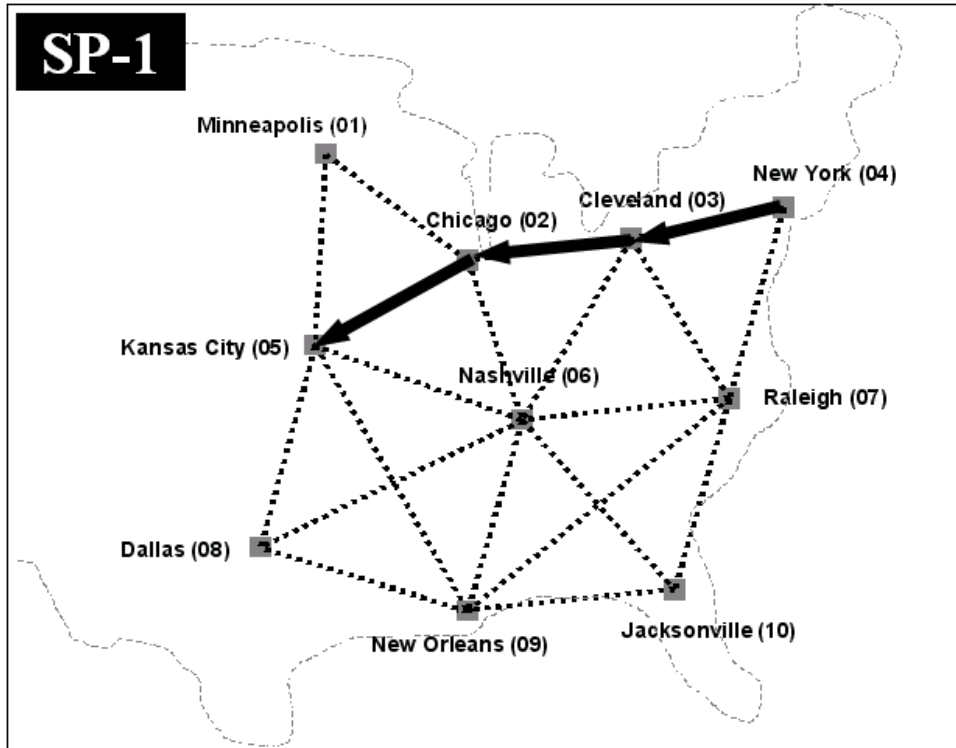 SP-1
Minneapolis (01)
New York (04)
Cleveland (03)
Chicago (02)
Kansas City (05)
Nashville (06)
Raleigh (07)
Dallas (08)
Jacksonville (10)
New Orleans (09)